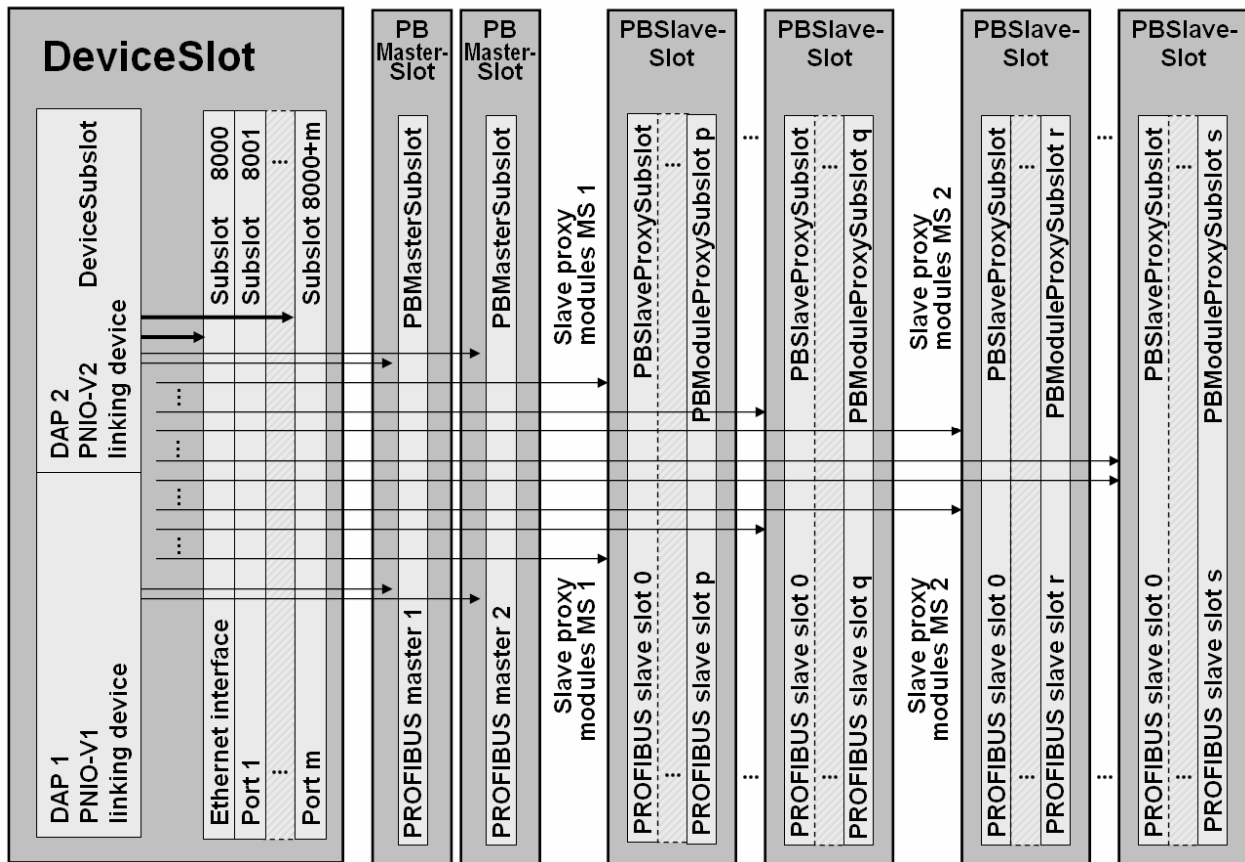 DeviceSlot
DAP 1
PNIO-V1
linking device
DAP 2
PNIO-V2
linking device
DeviceSubslot
Ethernet interface
Subslot 8000
Port 1
Subslot 8001
...
...
Port m
Subslot 8000+m
...
...
...
...
PB
Master-
Slot
PROFIBUS master 1
PBMasterSubslot
PB
Master-
Slot
PROFIBUS master 2
PBMasterSubslot
Slave proxy
modules MS 1
Slave proxy
modules MS 1
PBSlave-
Slot
PROFIBUS slave slot 0
PBSlaveProxySubslot
...
...
PROFIBUS slave slot p
PBModuleProxySubslot p
...
...
PBSlave-
Slot
PROFIBUS slave slot 0
PBSlaveProxySubslot
...
...
PROFIBUS slave slot q
PBModuleProxySubslot q
Slave proxy
modules MS 2
Slave proxy
modules MS 2
PBSlave-
Slot
PROFIBUS slave slot 0
PBSlaveProxySubslot
...
...
PROFIBUS slave slot r
PBModuleProxySubslot r
...
...
PBSlave-
Slot
PROFIBUS slave slot 0
PBSlaveProxySubslot
...
...
PROFIBUS slave slot s
PBModuleProxySubslot s